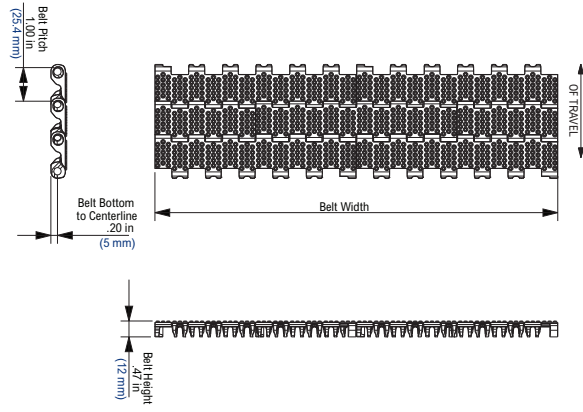 Belt Pitch
1.00 in
(25.4 mm)
OF TRAVEL
Belt Bottom
to Centerline
.20 in
(5 mm)
Belt Width
Belt Height
.47 in
(12 mm)